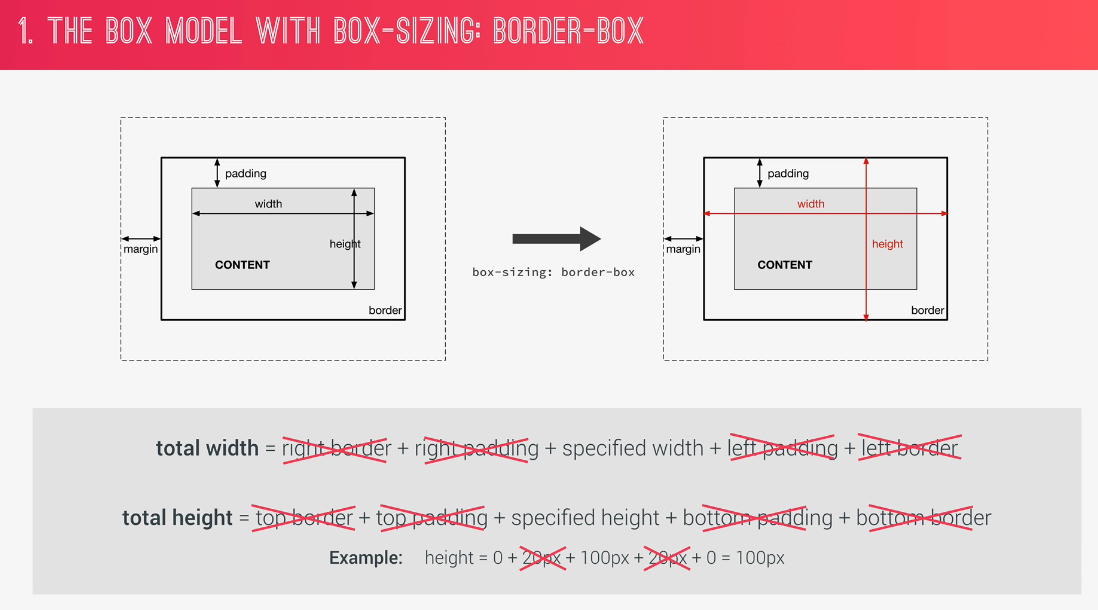 1. THE BOX MODEL WITH BOX-SIZING: BORDER-BOX
padding
width
margin
height
CONTENT
border
box-sizing: border-box
padding
width
margin
height
CONTENT
border
total width = right border + right padding + specified width + left padding + left border
total height = top border + top padding + specified height + bottom padding + bottom border
Example: height = 0 + 20px + 100px + 20px + 0 = 100px